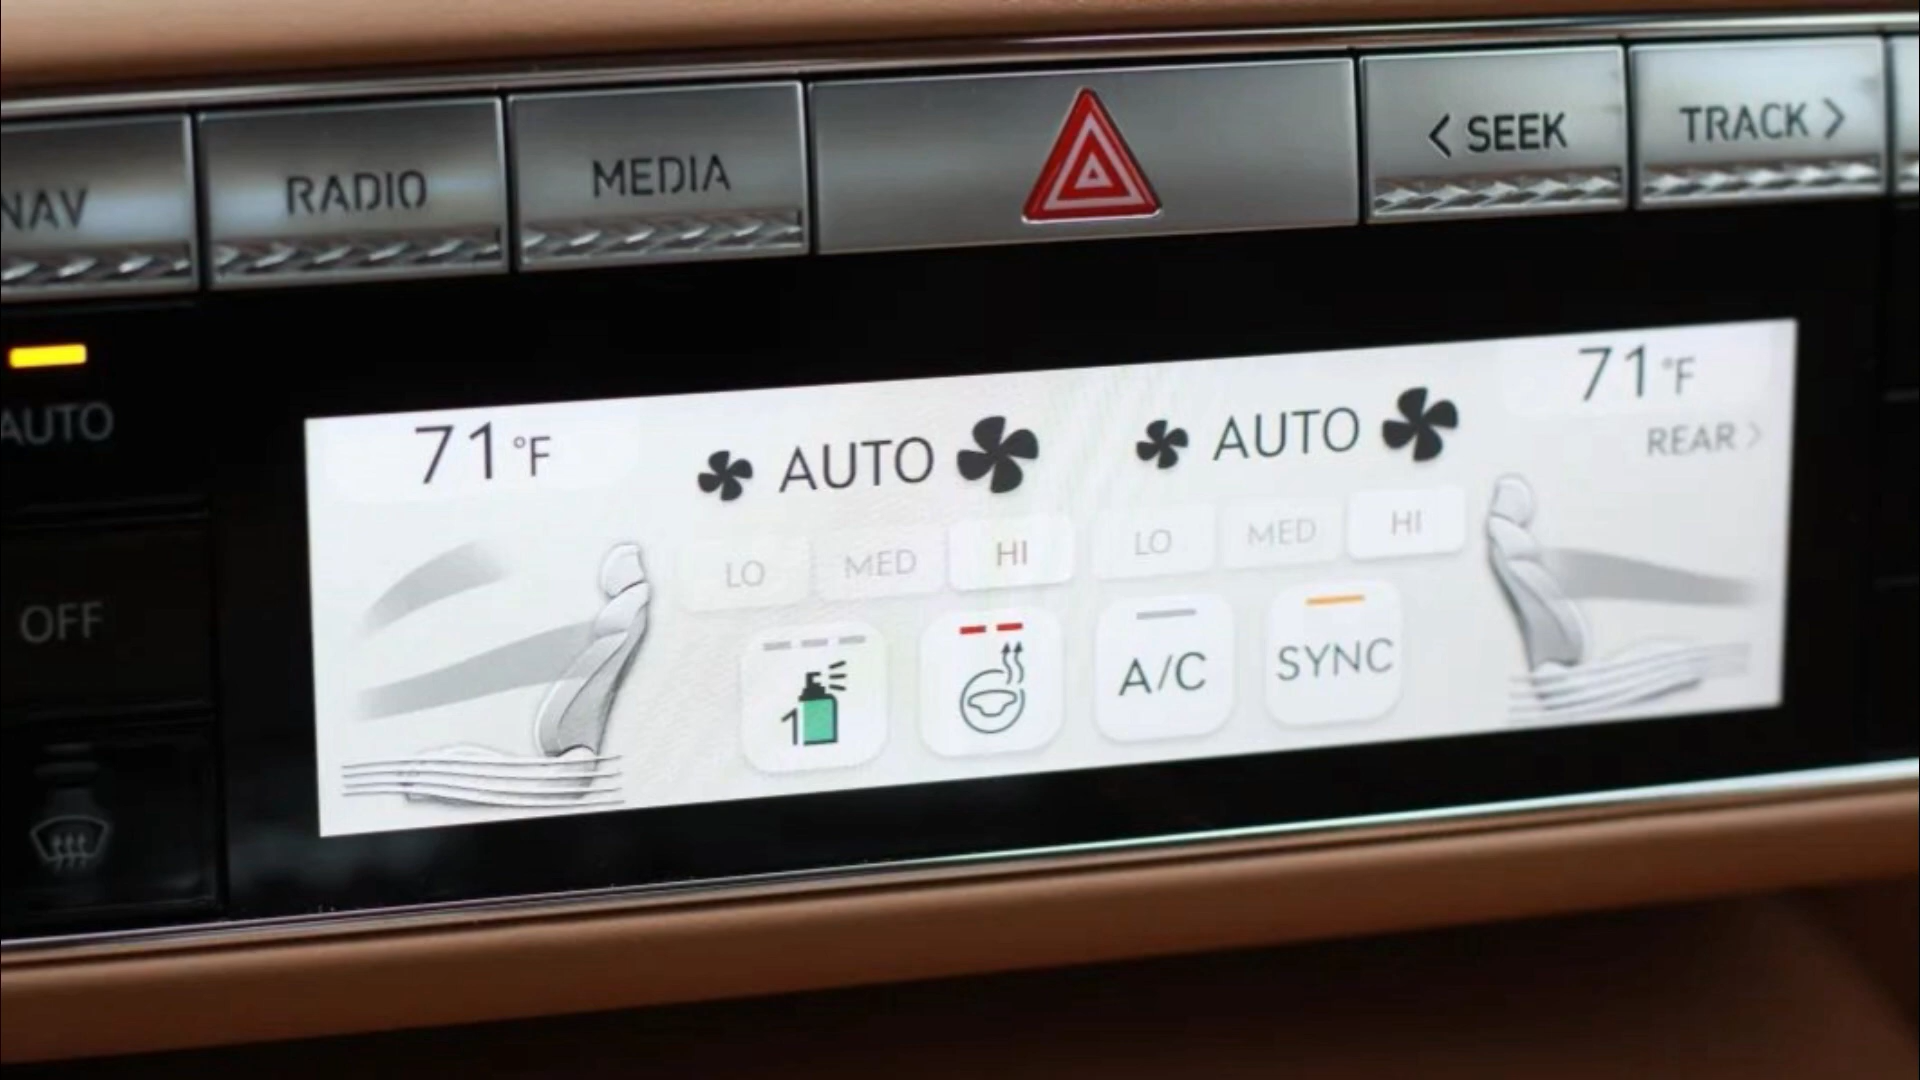 NAV
RADIO
MEDIA
< SEEK
TRACK >
AUTO
OFF
71°F
AUTO
AUTO
71°F
REAR >
LO
MED
HI
LO
MED
HI
1
A/C
SYNC